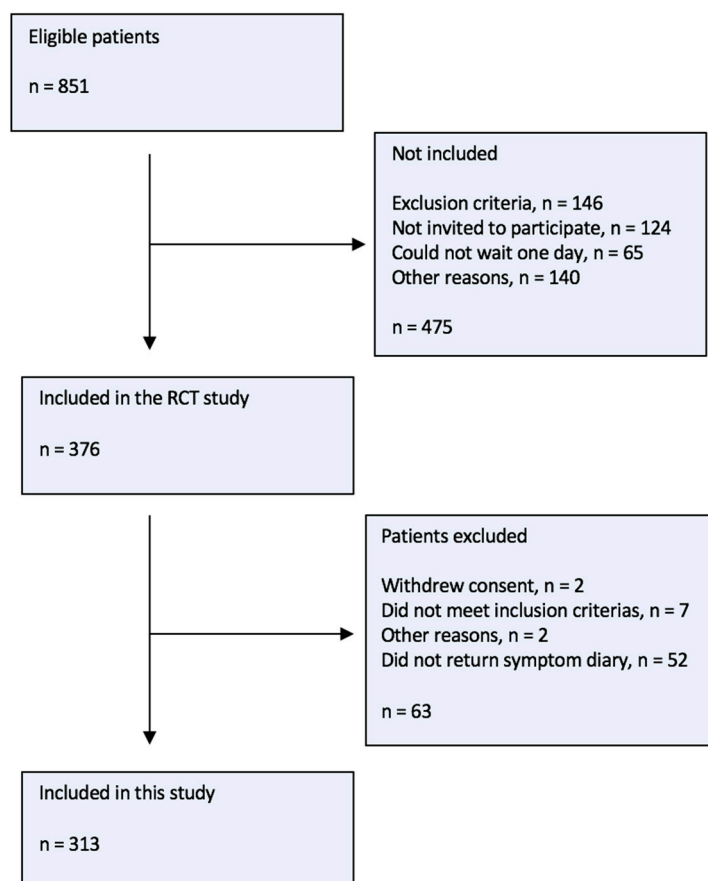 Eligible patients
n = 851
Not included
Exclusion criteria, n = 146
Not invited to participate, n = 124
Could not wait one day, n = 65
Other reasons, n = 140
n = 475
Included in the RCT study
n = 376
Patients excluded
Withdrew consent, n = 2
Did not meet inclusion criterias, n = 7
Other reasons, n = 2
Did not return symptom diary, n = 52
n = 63
Included in this study
n = 313